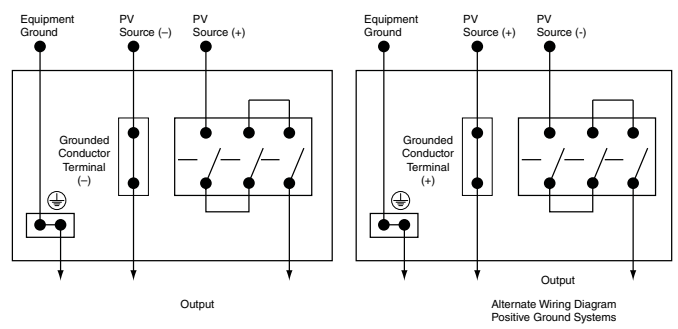 Equipment
Ground
PV
Source (–)
PV
Source (+)
Grounded
Conductor
Terminal
(–)
Output
Equipment
Ground
PV
Source (+)
PV
Source (-)
Grounded
Conductor
Terminal
(+)
Output
Alternate Wiring Diagram
Positive Ground Systems